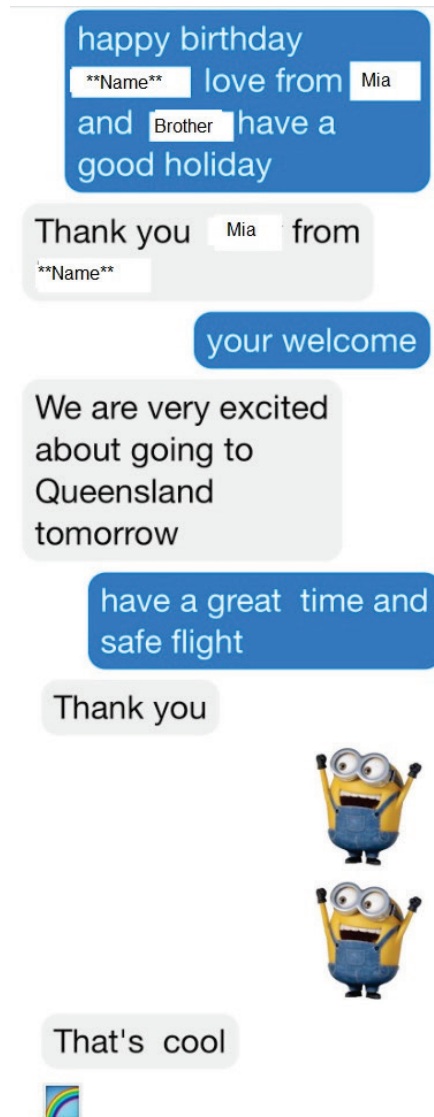 happy birthday
**Name** love from Mia
and Brother have a
good holiday
Thank you Mia from
**Name**
your welcome
We are very excited
about going to
Queensland
tomorrow
have a great time and
safe flight
Thank you
That's cool